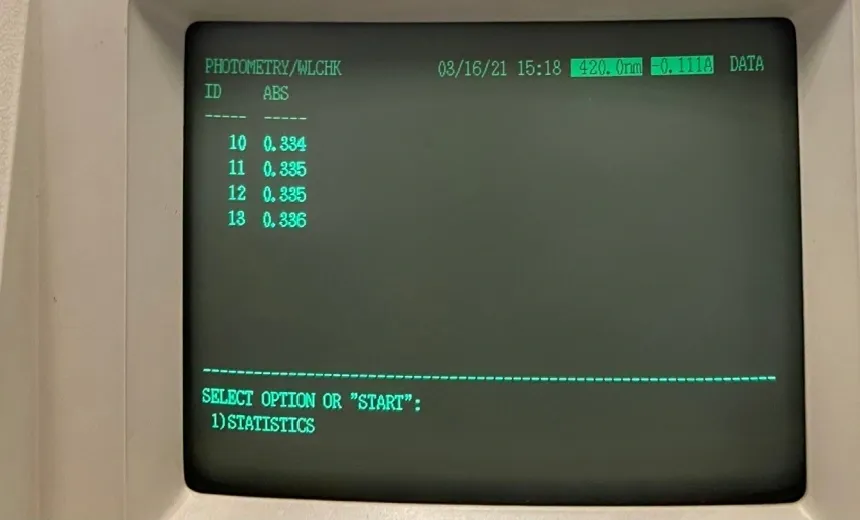 PHOTOMETRY/WLCHK 03/16/21 15:18 420.0nm -0.111A DATA
ID ABS
----- -----
10 0.334
11 0.335
12 0.335
13 0.336
SELECT OPTION OR "START":
1)STATISTICS